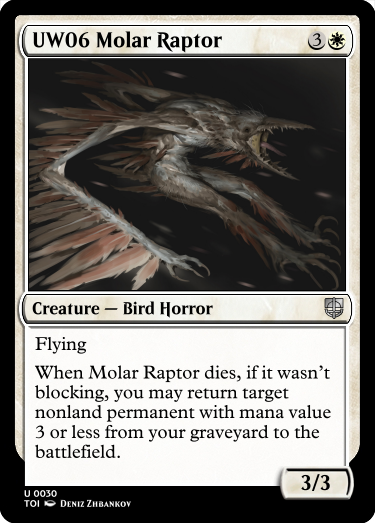 UW06 Molar Raptor 3
Creature — Bird Horror
Flying
When Molar Raptor dies, if it wasn't
blocking, you may return target
nonland permanent with mana value
3 or less from your graveyard to the
battlefield.
3/3
U 0030
TOI Deniz Zhbankov